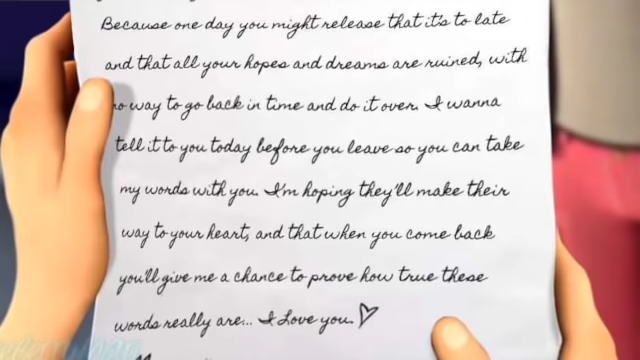 Because one day you might release that it's to late
and that all your hopes and dreams are ruined, with
no way to go back in time and do it over. I wanna
tell it to you today before you leave so you can take
my words with you. I'm hoping they'll make their
way to your heart, and that when you come back
you'll give me a chance to prove how true these
words really are... I Love you.